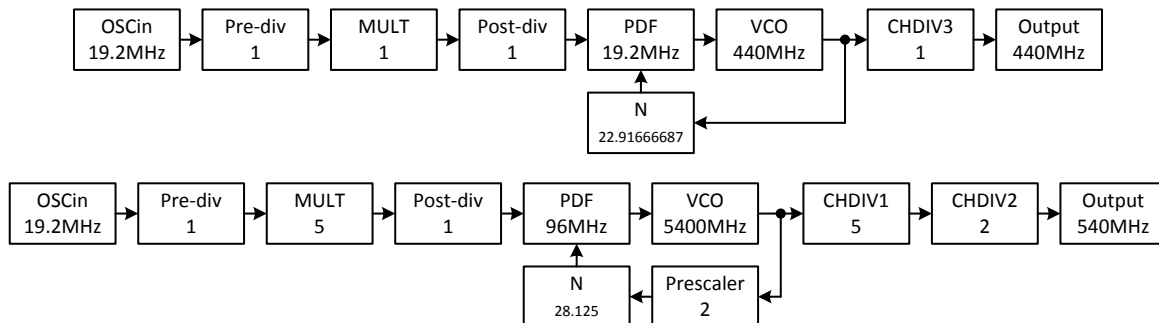 OSCin
19.2MHz
Pre-div
1
MULT
1
Post-div
1
PDF
19.2MHz
VCO
440MHz
CHDIV3
1
Output
440MHz
N
22.91666687
OSCin
19.2MHz
Pre-div
1
MULT
5
Post-div
1
PDF
96MHz
VCO
5400MHz
CHDIV1
5
CHDIV2
2
Output
540MHz
N
28.125
Prescaler
2